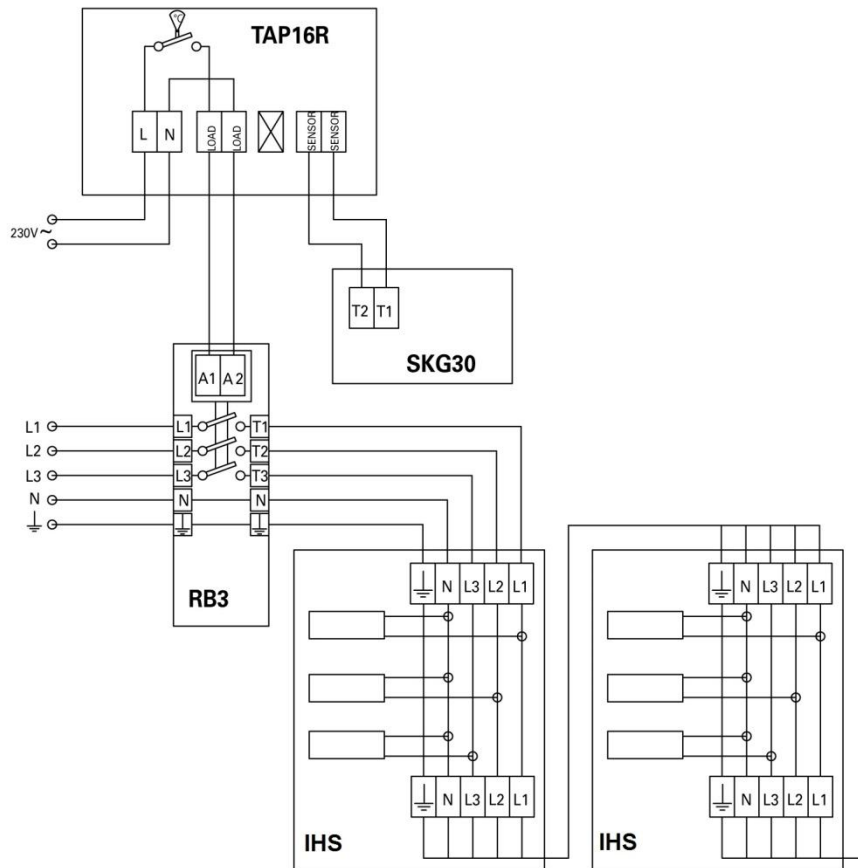 TAP16R
°C
L N LOAD LOAD SENSOR SENSOR
230V~
T2 T1
SKG30
A1 A2
L1 L1 T1
L2 L2 T2
L3 L3 T3
N N N
RB3
N L3 L2 L1
N L3 L2 L1
N L3 L2 L1
N L3 L2 L1
IHS
IHS